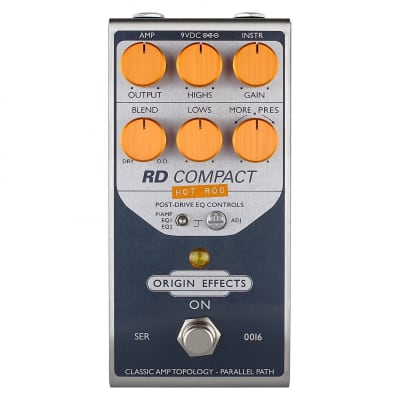 AMP 9VDC INSTR
OUTPUT HIGHS GAIN
BLEND LOWS MORE PRES
DRY O.D.
RD COMPACT
HOT ROD
POST-DRIVE EQ CONTROLS
P/AMP
EQ1 ADJ
EQ2
ORIGIN EFFECTS
ON
SER 0016
CLASSIC AMP TOPOLOGY - PARALLEL PATH